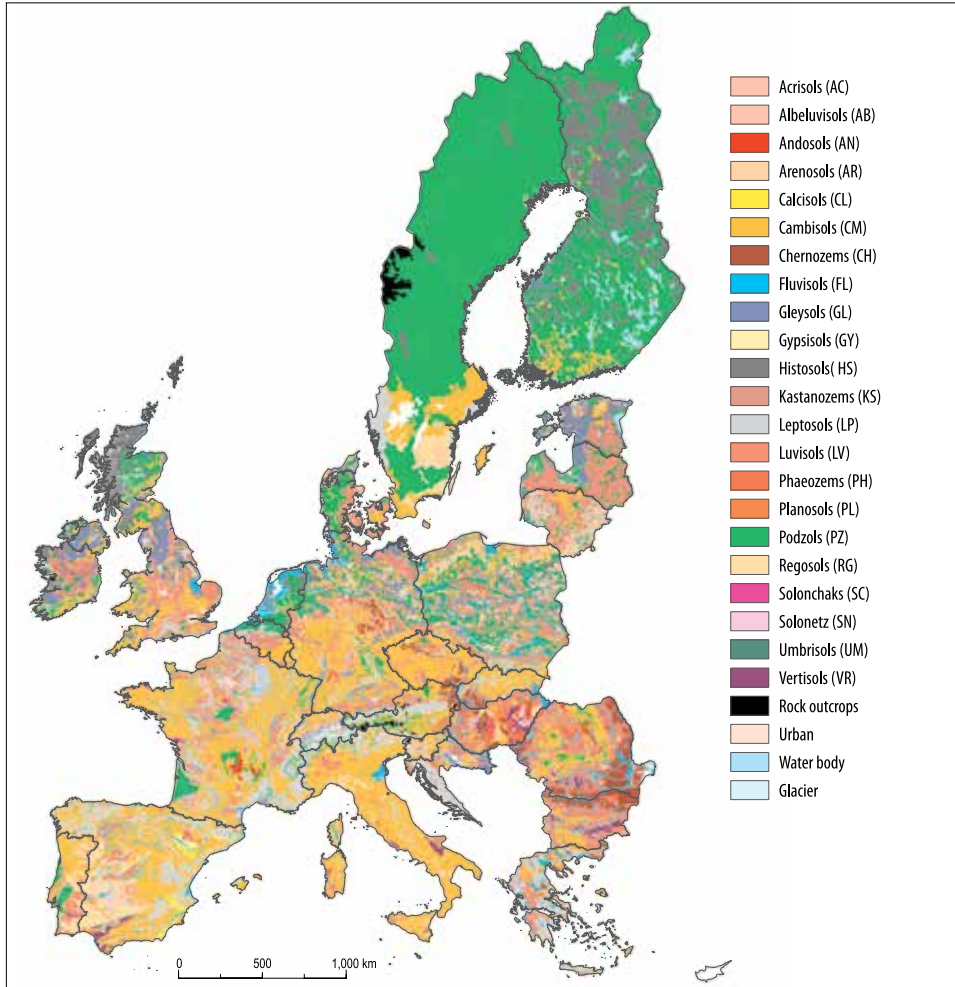 Acrisols (AC)
Albeluvisols (AB)
Andosols (AN)
Arenosols (AR)
Calcisols (CL)
Cambisols (CM)
Chernozems (CH)
Fluvisols (FL)
Gleysols (GL)
Gypsisols (GY)
Histosols( HS)
Kastanozems (KS)
Leptosols (LP)
Luvisols (LV)
Phaeozems (PH)
Planosols (PL)
Podzols (PZ)
Regosols (RG)
Solonchaks (SC)
Solonetz (SN)
Umbrisols (UM)
Vertisols (VR)
Rock outcrops
Urban
Water body
Glacier
0 500 1,000 km